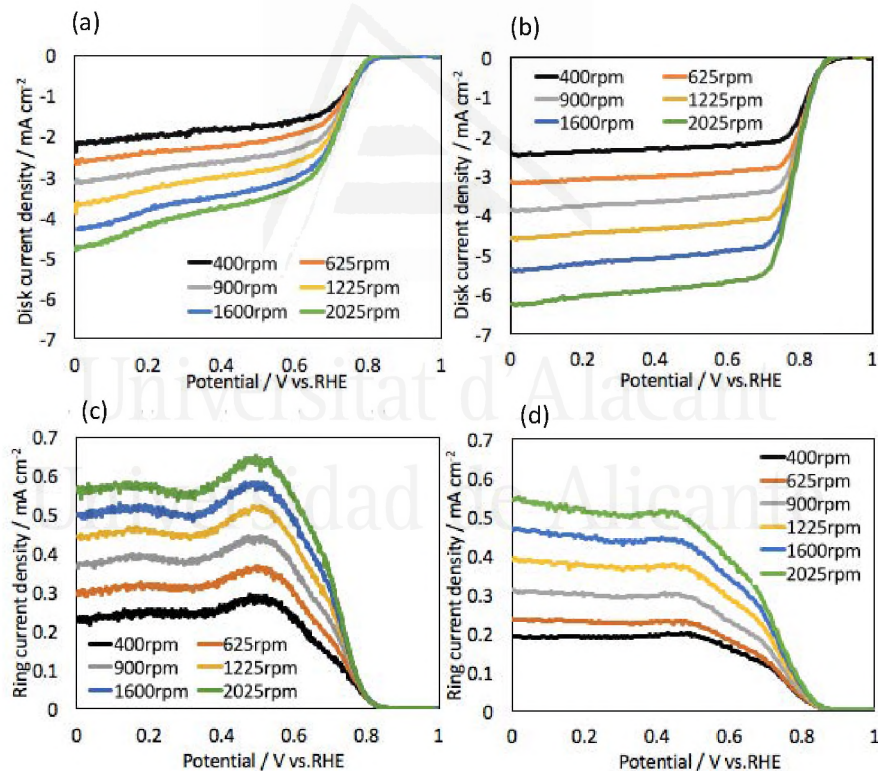 (a)
Disk current density / mA cm⁻²
0
-1
-2
-3
-4
-5
-6
-7
400rpm 625rpm
900rpm 1225rpm
1600rpm 2025rpm
0 0.2 0.4 0.6 0.8 1
Potential / V vs.RHE
(b)
Disk current density / mA cm⁻²
0
-1
-2
-3
-4
-5
-6
-7
400rpm 625rpm
900rpm 1225rpm
1600rpm 2025rpm
0 0.2 0.4 0.6 0.8 1
Potential / V vs.RHE
Universitat d'Alacant
Universidad de Alicante
(c)
Ring current density / mA cm⁻²
0.7
0.6
0.5
0.4
0.3
0.2
0.1
0
400rpm 625rpm
900rpm 1225rpm
1600rpm 2025rpm
0 0.2 0.4 0.6 0.8 1
Potential / V vs.RHE
(d)
Ring current density / mA cm⁻²
0.7
0.6
0.5
0.4
0.3
0.2
0.1
0
400rpm
625rpm
900rpm
1225rpm
1600rpm
2025rpm
0 0.2 0.4 0.6 0.8 1
Potential / V vs.RHE